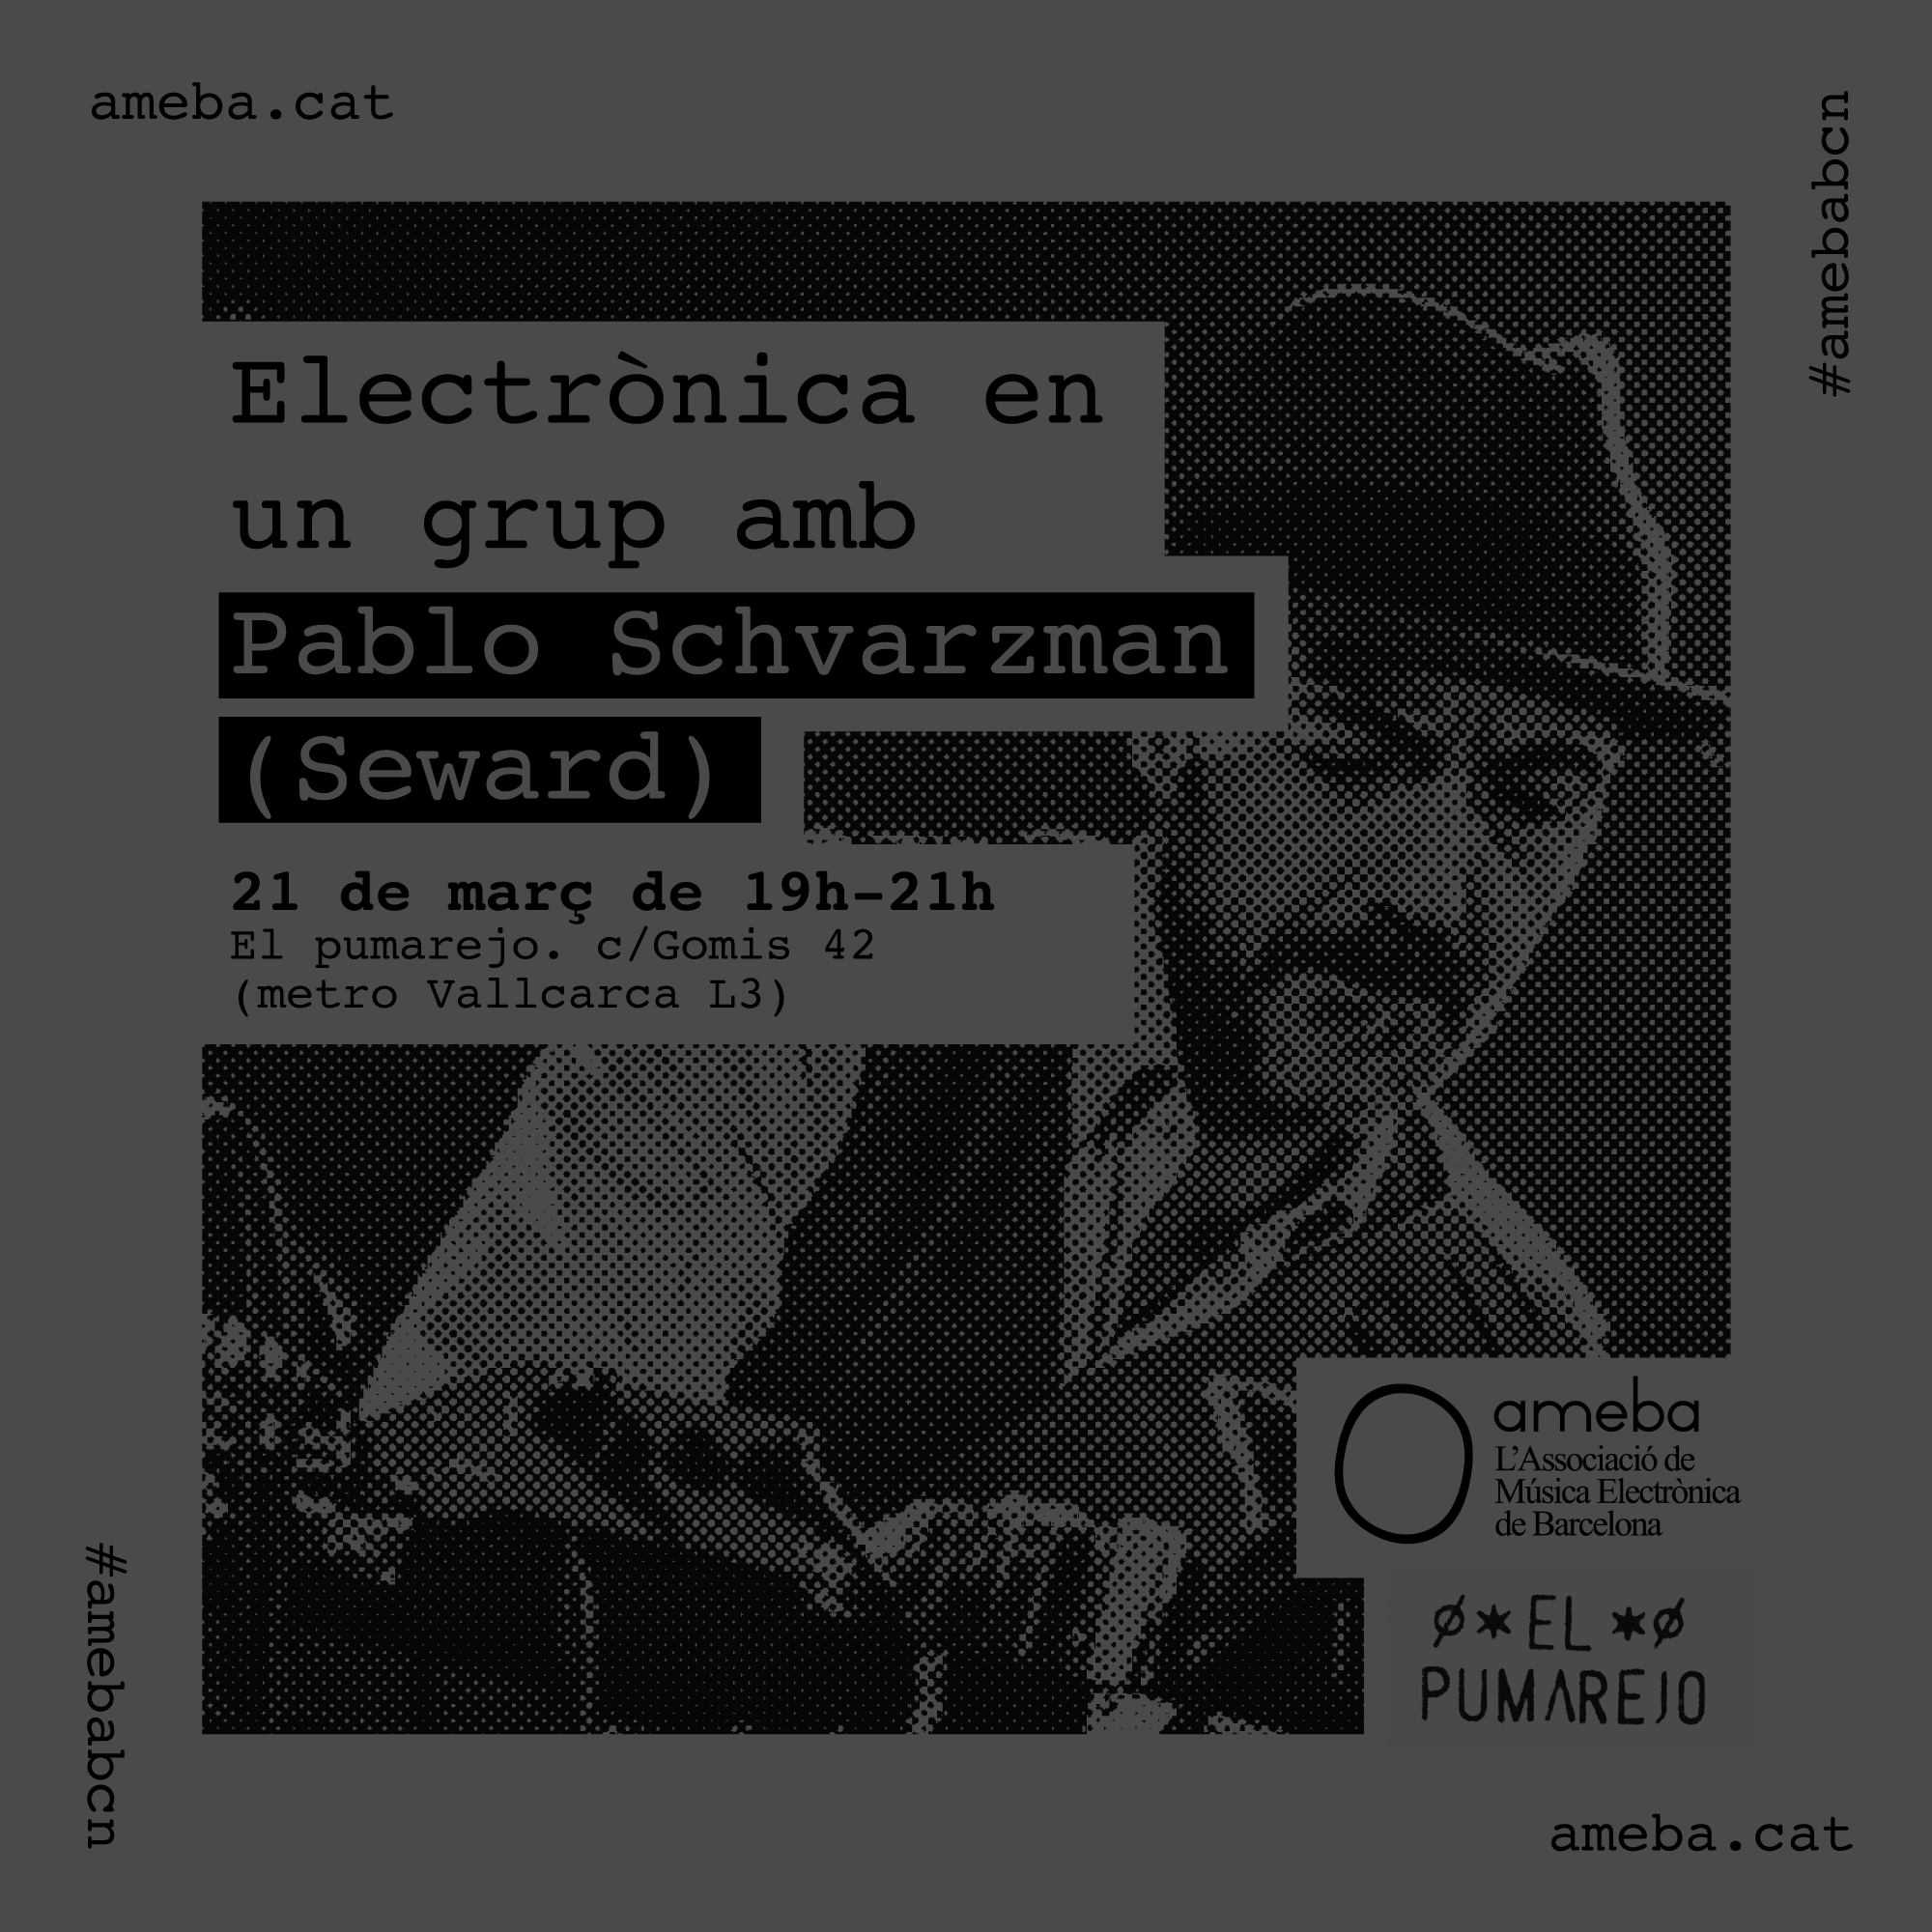 ameba.cat
#amebabcn
Electrònica en
un grup amb
Pablo Schvarzman
(Seward)
21 de març de 19h-21h
El pumarejo. c/Gomis 42
(metro Vallcarca L3)
ameba
L'Associació de
Música Electrònica
de Barcelona
EL
PUMAREJO
#amebabcn
ameba.cat